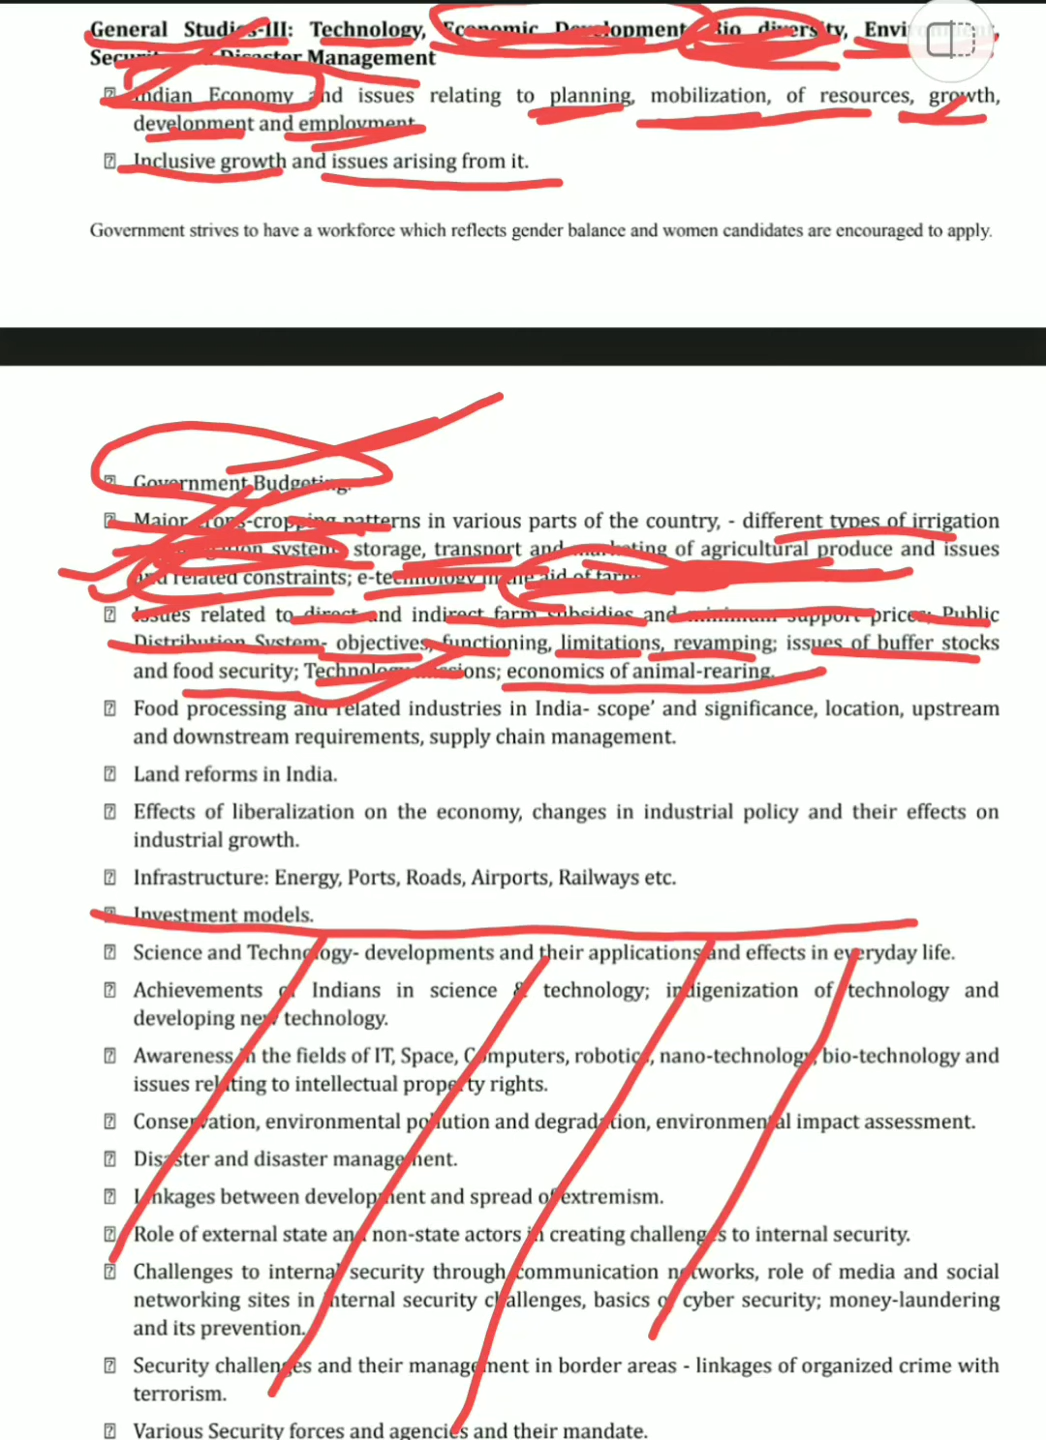 General Studies-III: Technology, Economic Development, Bio diversity, Environment,
Security and Disaster Management
Indian Economy and issues relating to planning, mobilization, of resources, growth,
development and employment.
Inclusive growth and issues arising from it.
Government strives to have a workforce which reflects gender balance and women candidates are encouraged to apply.
Government Budgeting.
Major crops-cropping patterns in various parts of the country, - different types of irrigation
systems storage, transport and marketing of agricultural produce and issues
and related constraints; e-technology in the aid of farmers.
Issues related to direct and indirect farm subsidies and minimum support prices; Public
Distribution System- objectives, functioning, limitations, revamping; issues of buffer stocks
and food security; Technology missions; economics of animal-rearing.
Food processing and related industries in India- scope’ and significance, location, upstream
and downstream requirements, supply chain management.
Land reforms in India.
Effects of liberalization on the economy, changes in industrial policy and their effects on
industrial growth.
Infrastructure: Energy, Ports, Roads, Airports, Railways etc.
Investment models.
Science and Technology- developments and their applications and effects in everyday life.
Achievements of Indians in science & technology; indigenization of technology and
developing new technology.
Awareness in the fields of IT, Space, Computers, robotics, nano-technology, bio-technology and
issues relating to intellectual property rights.
Conservation, environmental pollution and degradation, environmental impact assessment.
Disaster and disaster management.
Linkages between development and spread of extremism.
Role of external state and non-state actors in creating challenges to internal security.
Challenges to internal security through communication networks, role of media and social
networking sites in internal security challenges, basics of cyber security; money-laundering
and its prevention.
Security challenges and their management in border areas - linkages of organized crime with
terrorism.
Various Security forces and agencies and their mandate.